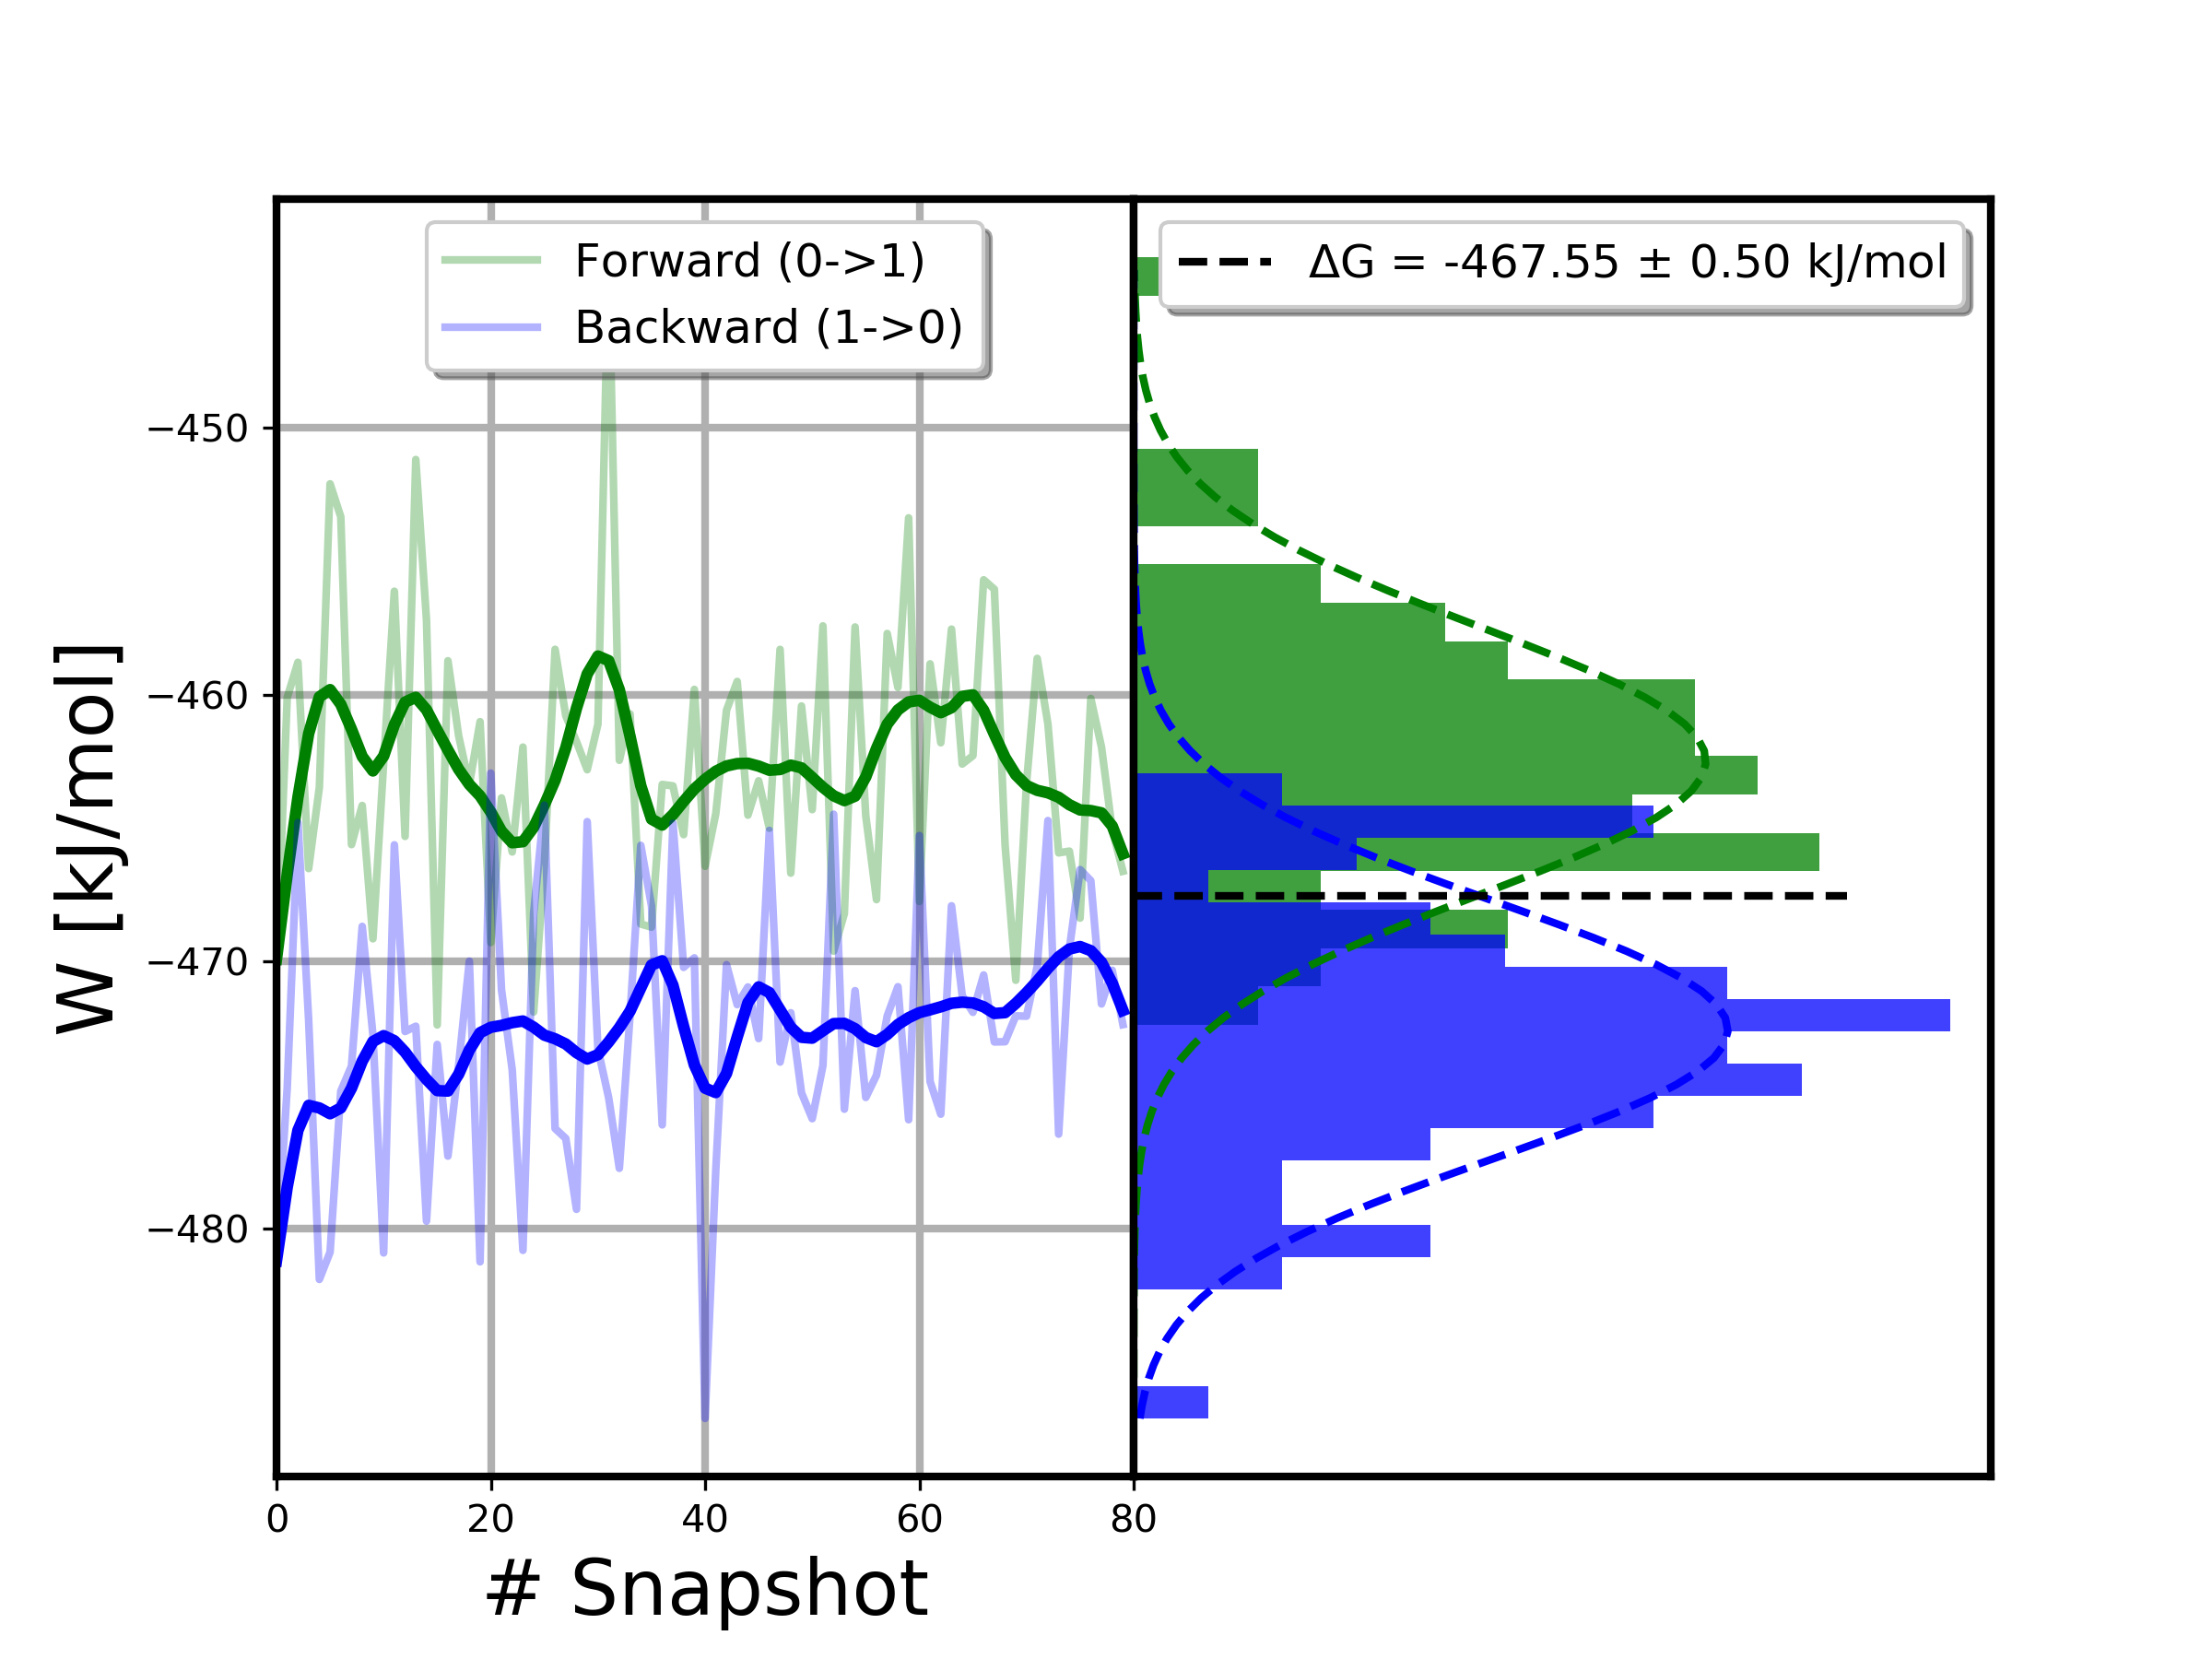 Forward (0->1)
Backward (1->0)
ΔG = -467.55 ± 0.50 kJ/mol
W [kJ/mol]
−450
−460
−470
−480
0 20 40 60 80
# Snapshot